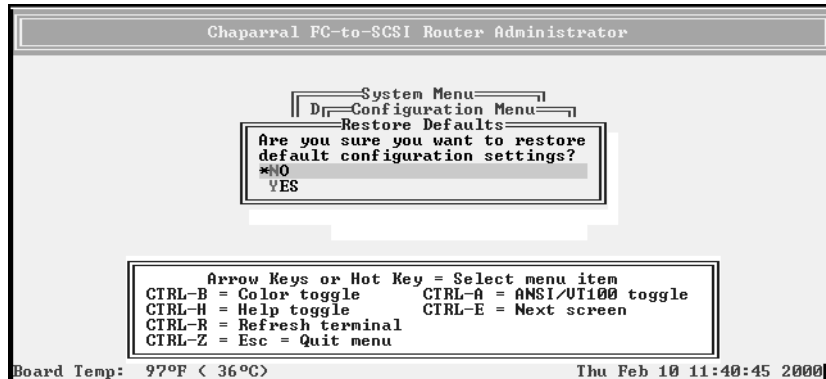 Chaparral FC-to-SCSI Router Administrator
System Menu
D Configuration Menu
Restore Defaults
Are you sure you want to restore
default configuration settings?
*NO
YES
Arrow Keys or Hot Key = Select menu item
CTRL-B = Color toggle CTRL-A = ANSI/VT100 toggle
CTRL-H = Help toggle CTRL-E = Next screen
CTRL-R = Refresh terminal
CTRL-Z = Esc = Quit menu
Board Temp: 97ºF ( 36ºC) Thu Feb 10 11:40:45 2000